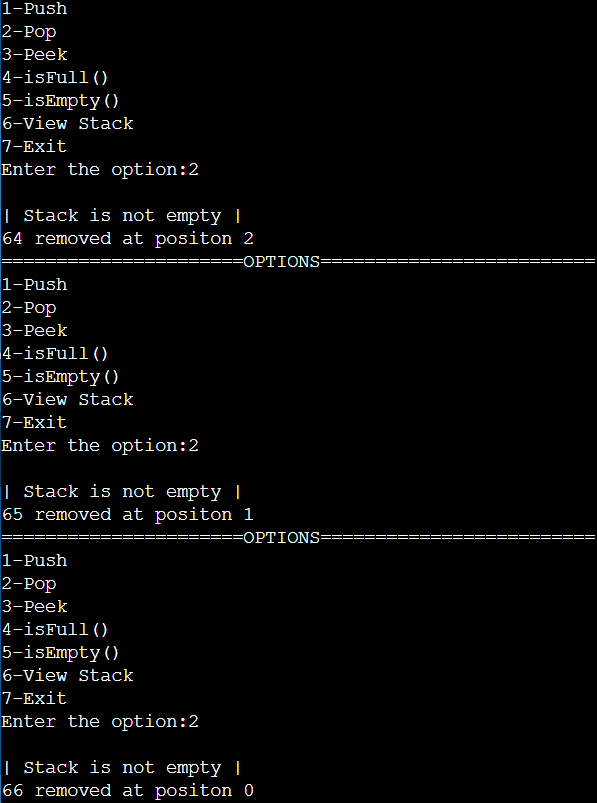 1-Push
2-Pop
3-Peek
4-isFull()
5-isEmpty()
6-View Stack
7-Exit
Enter the option:2
| Stack is not empty |
64 removed at positon 2
======================OPTIONS=========================
1-Push
2-Pop
3-Peek
4-isFull()
5-isEmpty()
6-View Stack
7-Exit
Enter the option:2
| Stack is not empty |
65 removed at positon 1
======================OPTIONS=========================
1-Push
2-Pop
3-Peek
4-isFull()
5-isEmpty()
6-View Stack
7-Exit
Enter the option:2
| Stack is not empty |
66 removed at positon 0